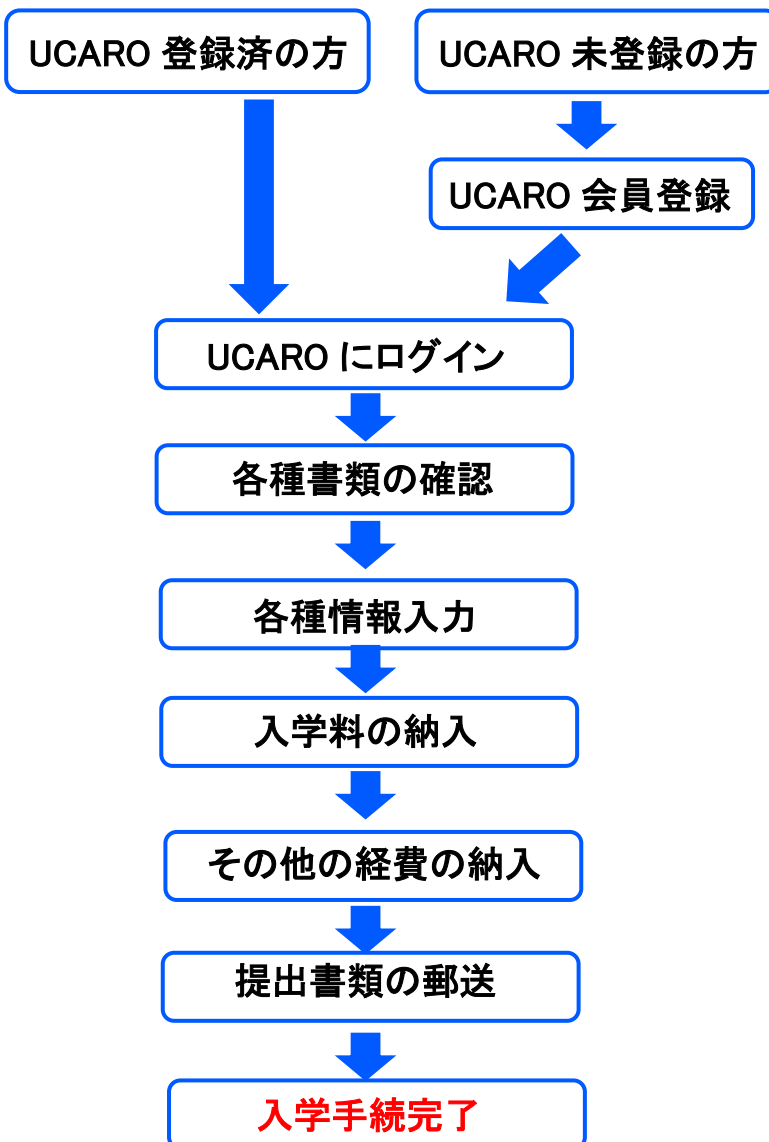 UCARO 登録済の方
UCARO 未登録の方
UCARO 会員登録
UCARO にログイン
各種書類の確認
各種情報入力
入学料の納入
その他の経費の納入
提出書類の郵送
入学手続完了